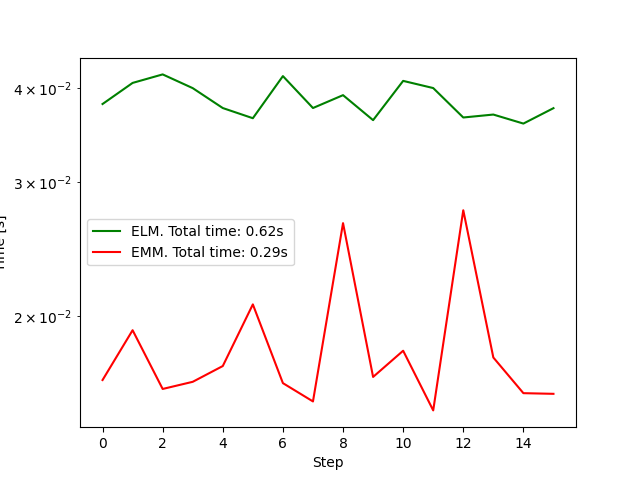 4 × 10⁻²
3 × 10⁻²
2 × 10⁻²
Time [s]
ELM. Total time: 0.62s
EMM. Total time: 0.29s
0 2 4 6 8 10 12 14
Step